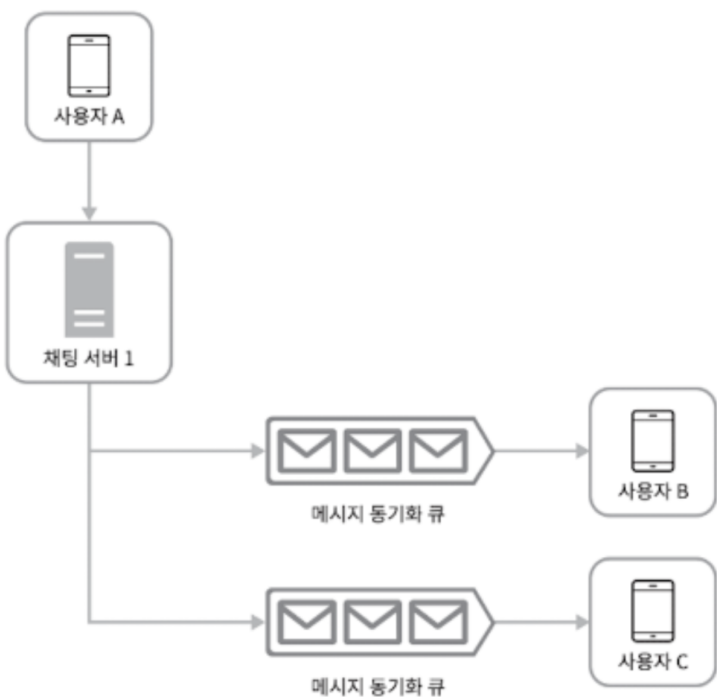 사용자 A
채팅 서버 1
메시지 동기화 큐
사용자 B
메시지 동기화 큐
사용자 C